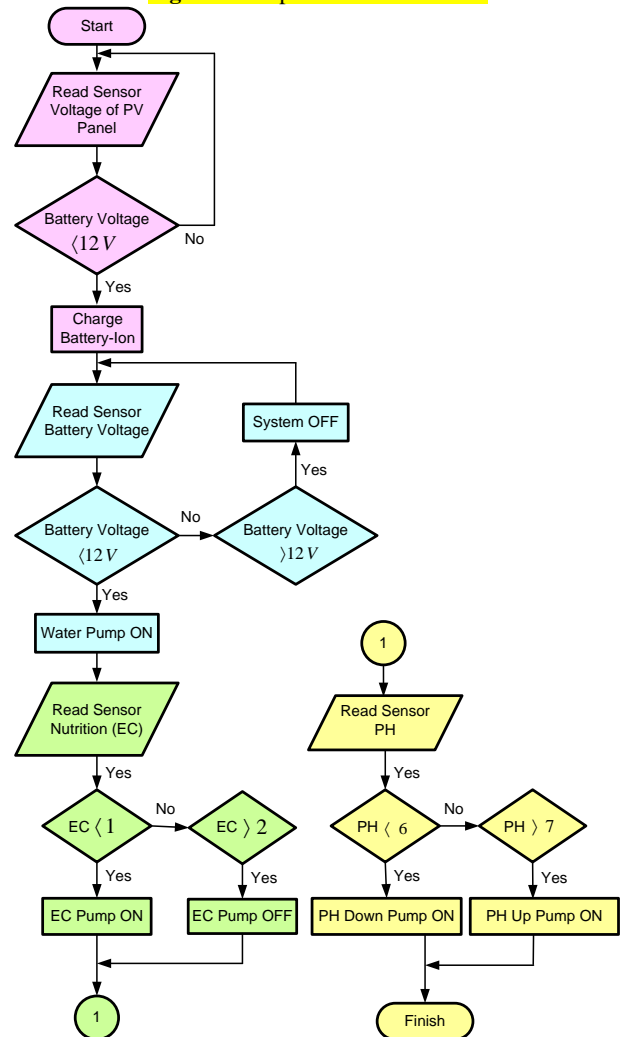 Start
Read Sensor
Voltage of PV
Panel
Battery Voltage
⟨12 V
No
Yes
Charge
Battery-Ion
Read Sensor
Battery Voltage
System OFF
Yes
Battery Voltage
⟨12 V
No
Battery Voltage
⟩12 V
Yes
Water Pump ON
Read Sensor
Nutrition (EC)
Yes
EC ⟨ 1
No
EC ⟩ 2
Yes
Yes
EC Pump ON
EC Pump OFF
1
1
Read Sensor
PH
Yes
PH ⟨ 6
No
PH ⟩ 7
Yes
Yes
PH Down Pump ON
PH Up Pump ON
Finish